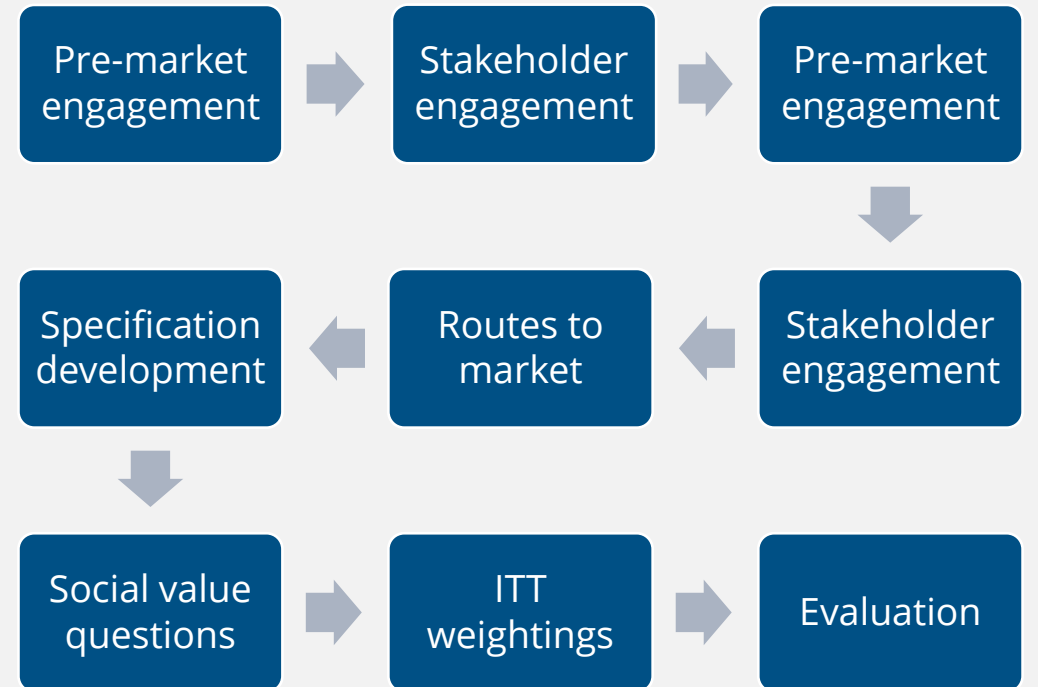 Pre-market
engagement
Stakeholder
engagement
Pre-market
engagement
Stakeholder
engagement
Routes to
market
Specification
development
Social value
questions
ITT
weightings
Evaluation